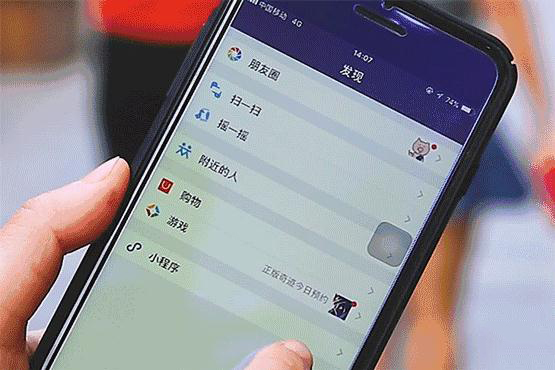 中国移动 4G
14:07
74%
发现
朋友圈
扫一扫
摇一摇
附近的人
购物
游戏
正版奇迹今日预约
小程序